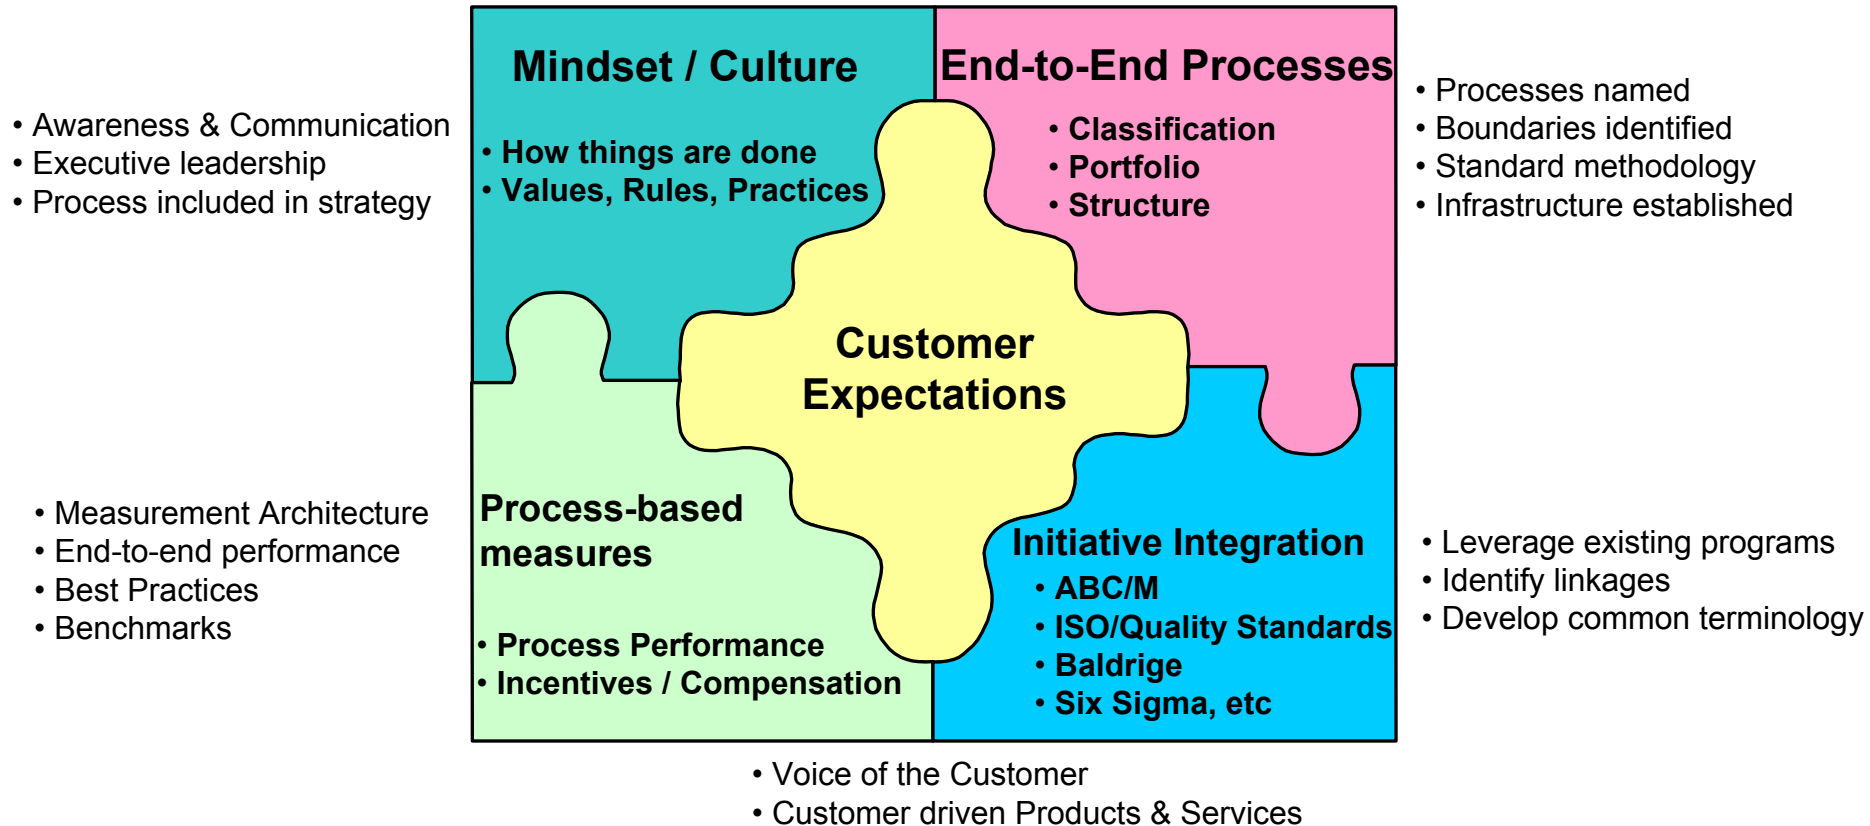 Mindset / Culture
• How things are done
• Values, Rules, Practices
• Awareness & Communication
• Executive leadership
• Process included in strategy
End-to-End Processes
• Classification
• Portfolio
• Structure
• Processes named
• Boundaries identified
• Standard methodology
• Infrastructure established
Customer
Expectations
Process-based
measures
• Process Performance
• Incentives / Compensation
• Measurement Architecture
• End-to-end performance
• Best Practices
• Benchmarks
Initiative Integration
• ABC/M
• ISO/Quality Standards
• Baldrige
• Six Sigma, etc
• Leverage existing programs
• Identify linkages
• Develop common terminology
• Voice of the Customer
• Customer driven Products & Services